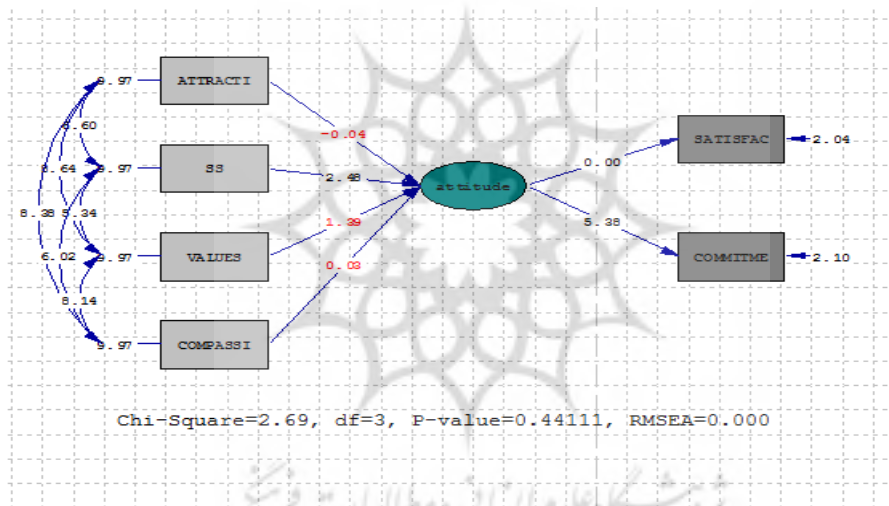 9.97 ATTRACTI
8.60
-0.04
SATISFAC 2.04
0.00
9.97 SS
2.48
8.64
attitude
8.38 5.34
1.39
5.38
6.02
9.97 VALUES
0.03
COMMITME 2.10
8.14
9.97 COMPASSI
Chi-Square=2.69, df=3, P-value=0.44111, RMSEA=0.000